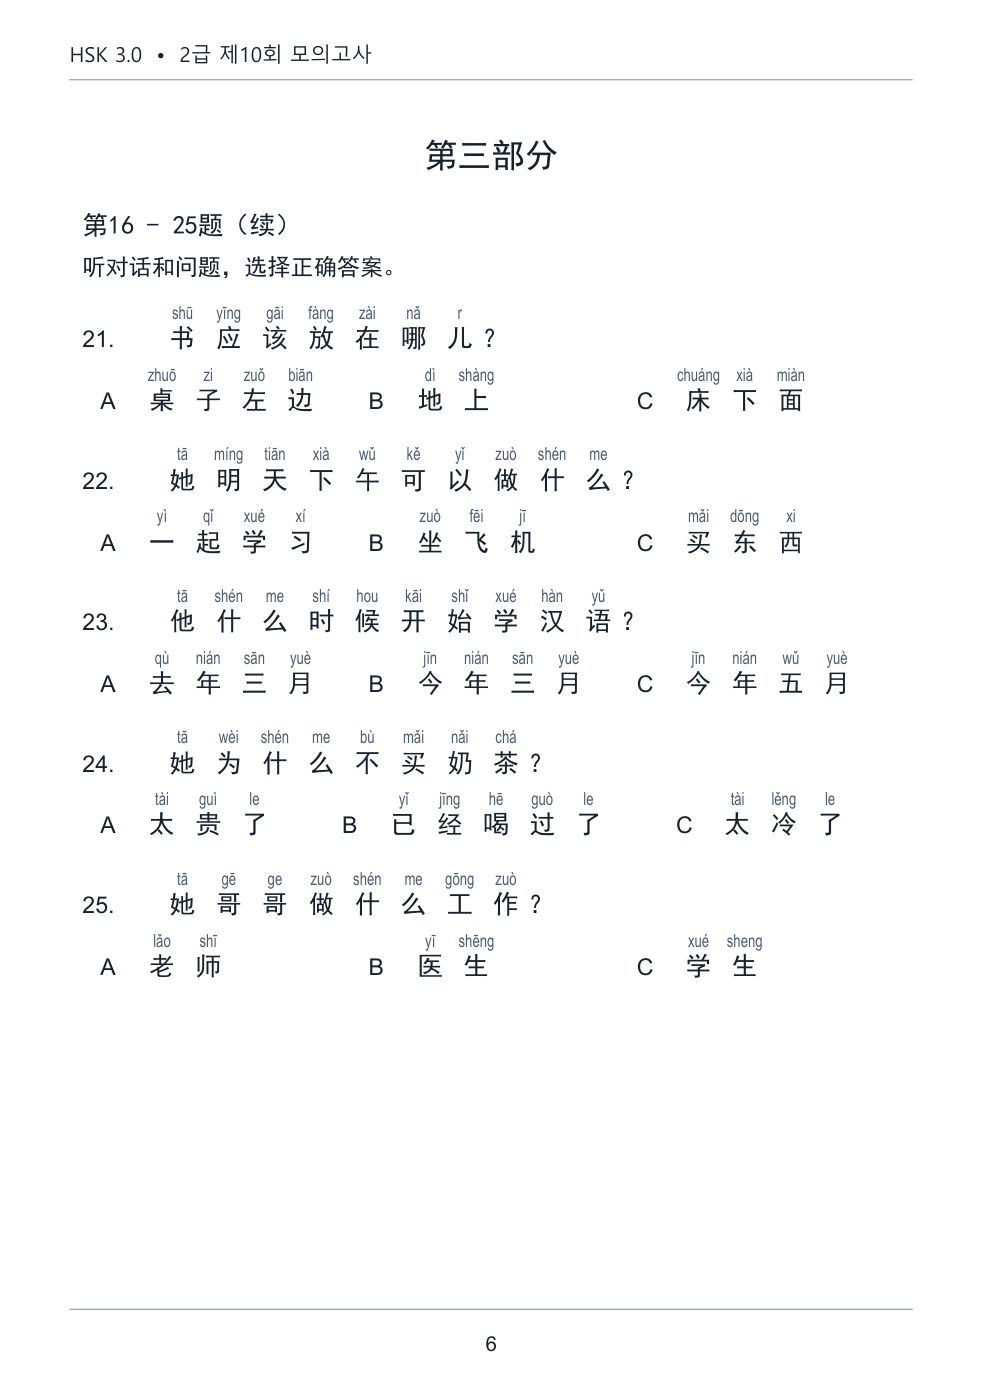 HSK 3.0 • 2급 제10회 모의고사
第三部分
第16 － 25题（续）
听对话和问题，选择正确答案。
shū yīng gāi fàng zài nǎ r
21. 书 应 该 放 在 哪 儿？
zhuō zi zuǒ biān dì shàng chuáng xià miàn
A 桌 子 左 边 B 地 上 C 床 下 面
tā míng tiān xià wǔ kě yǐ zuò shén me
22. 她 明 天 下 午 可 以 做 什 么？
yì qǐ xué xí zuò fēi jī mǎi dōng xi
A 一 起 学 习 B 坐 飞 机 C 买 东 西
tā shén me shí hou kāi shǐ xué hàn yǔ
23. 他 什 么 时 候 开 始 学 汉 语？
qù nián sān yuè jīn nián sān yuè jīn nián wǔ yuè
A 去 年 三 月 B 今 年 三 月 C 今 年 五 月
tā wèi shén me bù mǎi nǎi chá
24. 她 为 什 么 不 买 奶 茶？
tài guì le yǐ jīng hē guò le tài lěng le
A 太 贵 了 B 已 经 喝 过 了 C 太 冷 了
tā gē ge zuò shén me gōng zuò
25. 她 哥 哥 做 什 么 工 作？
lǎo shī yī shēng xué sheng
A 老 师 B 医 生 C 学 生
6